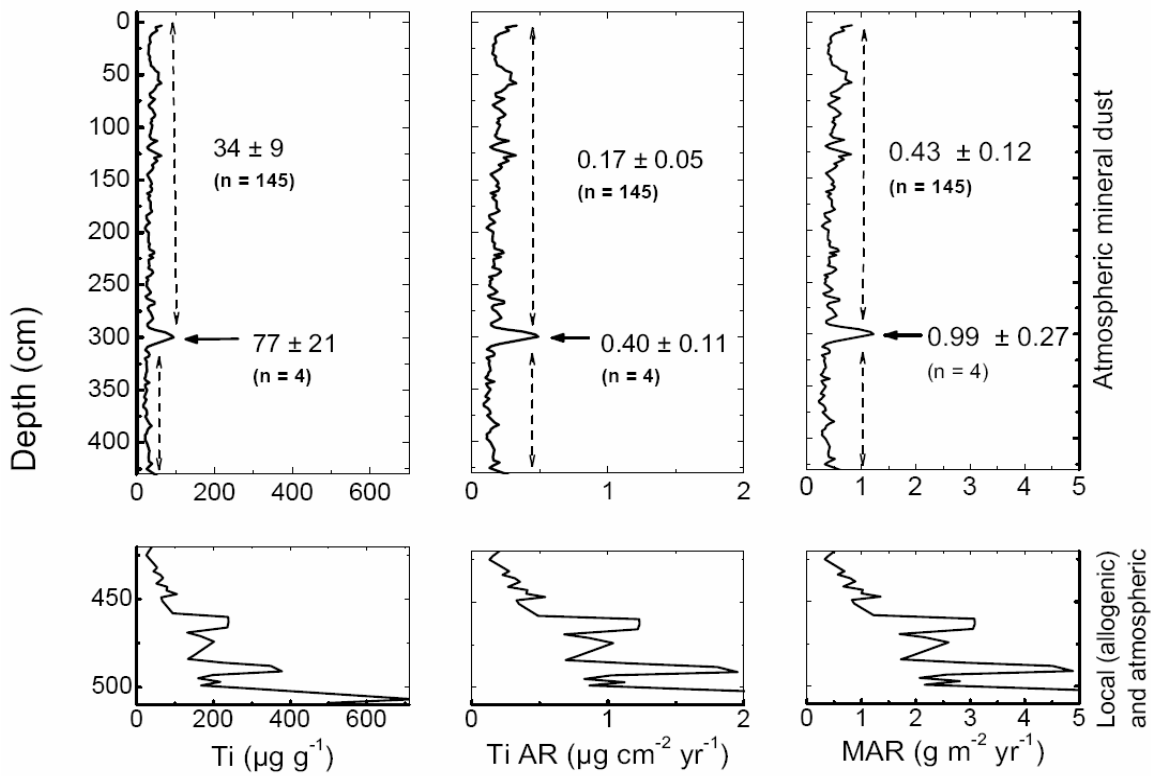 Depth (cm)
0
50
100
150
200
250
300
350
400
34 ± 9
(n = 145)
77 ± 21
(n = 4)
0 200 400 600
0.17 ± 0.05
(n = 145)
0.40 ± 0.11
(n = 4)
0 1 2
0.43 ± 0.12
(n = 145)
0.99 ± 0.27
(n = 4)
0 1 2 3 4 5
Atmospheric mineral dust
450
500
0 200 400 600
Ti (µg g⁻¹)
0 1 2
Ti AR (µg cm⁻² yr⁻¹)
0 1 2 3 4 5
MAR (g m⁻² yr⁻¹)
Local (allogenic)
and atmospheric